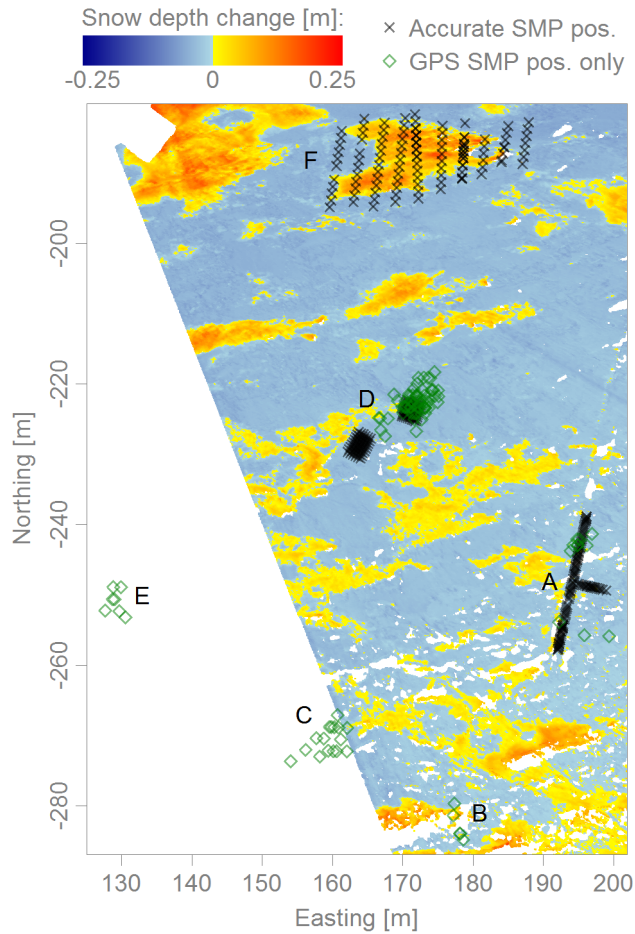 Snow depth change [m]:
-0.25 0 0.25
Accurate SMP pos.
GPS SMP pos. only
F
D
A
E
C
B
-200
-220
-240
-260
-280
Northing [m]
130 140 150 160 170 180 190 200
Easting [m]